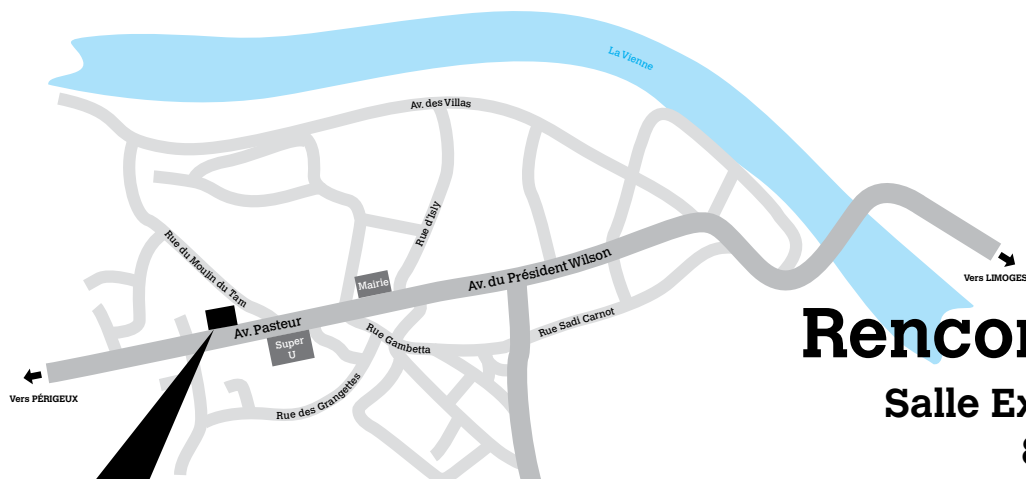 La Vienne
Av. des Villas
Rue d'Isly
Rue du Moulin du Tam
Mairie
Av. du Président Wilson
Vers LIMOGES
Av. Pasteur
Super
U
Rue Gambetta
Rue Sadi Carnot
Vers PÉRIGEUX
Rue des Grangettes
Rencor
Salle Ex